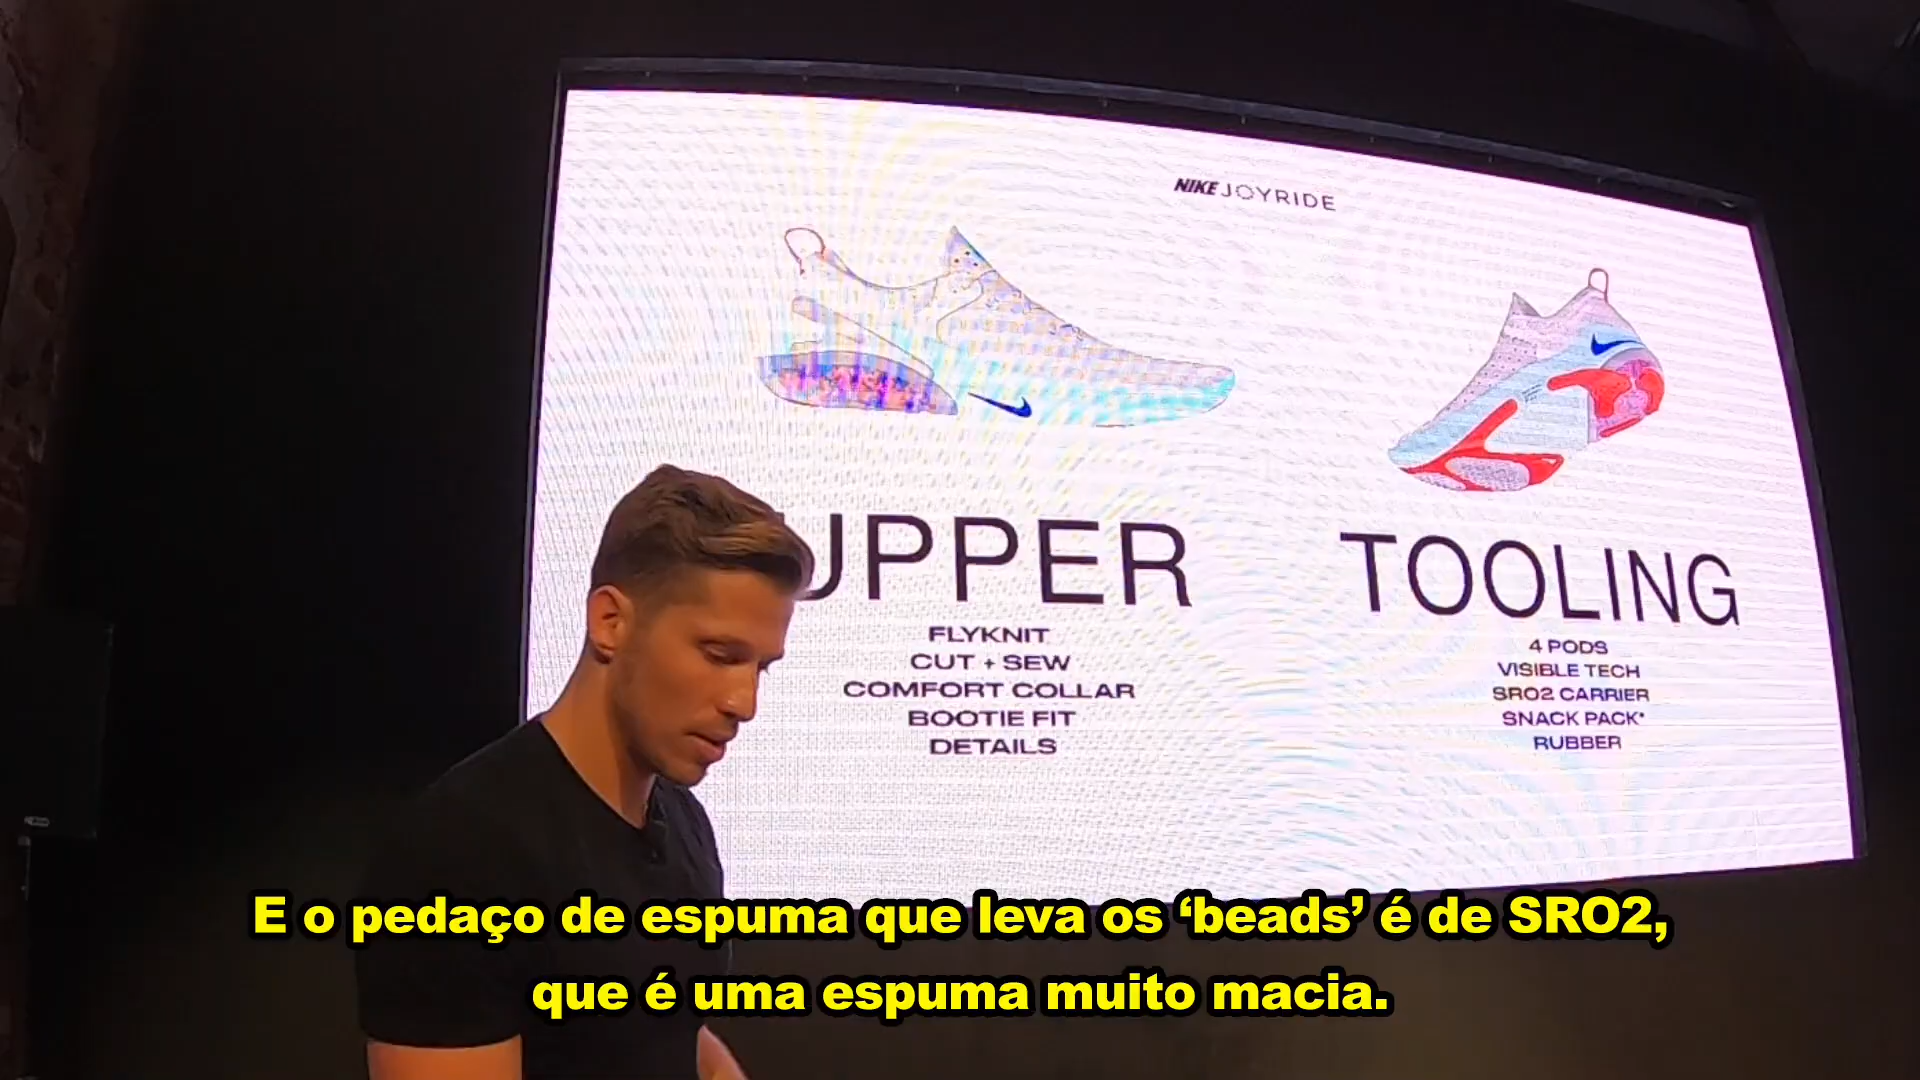 NIKE JOYRIDE
UPPER
FLYKNIT
CUT + SEW
COMFORT COLLAR
BOOTIE FIT
DETAILS
TOOLING
4 PODS
VISIBLE TECH
SRO2 CARRIER
SNACK PACK*
RUBBER
E o pedaço de espuma que leva os ‘beads’ é de SRO2,
que é uma espuma muito macia.